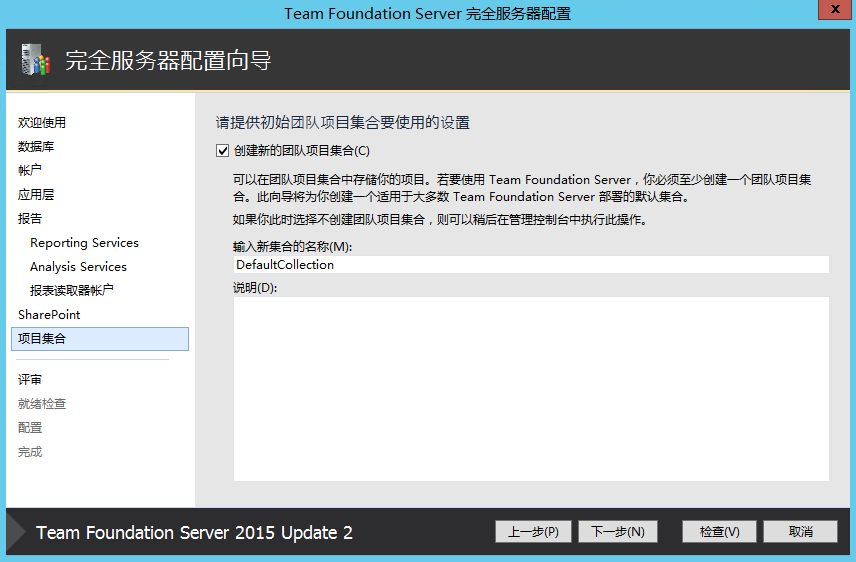 Team Foundation Server 完全服务器配置
x
完全服务器配置向导
欢迎使用
数据库
帐户
应用层
报告
Reporting Services
Analysis Services
报表读取器帐户
SharePoint
项目集合
评审
就绪检查
配置
完成
请提供初始团队项目集合要使用的设置
创建新的团队项目集合(C)
可以在团队项目集合中存储你的项目。若要使用 Team Foundation Server，你必须至少创建一个团队项目集
合。此向导将为你创建一个适用于大多数 Team Foundation Server 部署的默认集合。
如果你此时选择不创建团队项目集合，则可以稍后在管理控制台中执行此操作。
输入新集合的名称(M):
DefaultCollection
说明(D):
Team Foundation Server 2015 Update 2
上一步(P)
下一步(N)
检查(V)
取消